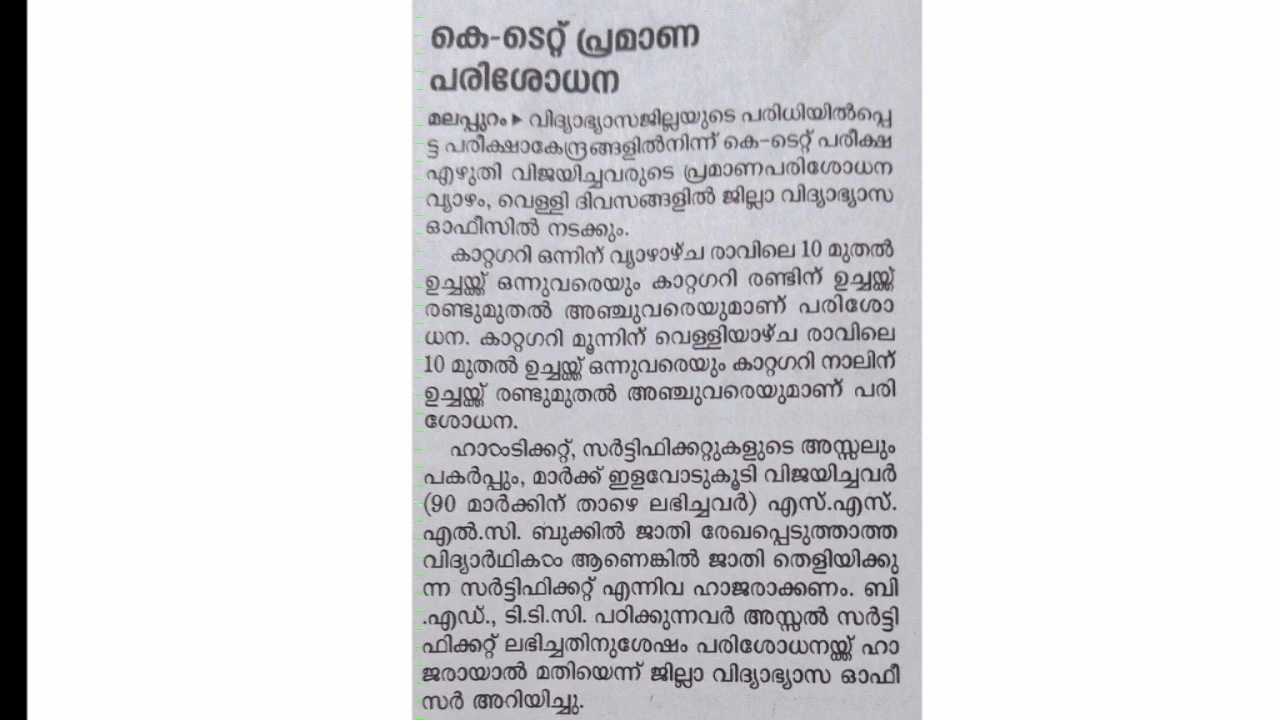 കെ-ടെറ്റ് പ്രമാണ
പരിശോധന
മലപ്പുറം ▸ വിദ്യാഭ്യാസജില്ലയുടെ പരിധിയിൽപ്പെ
ട്ട പരീക്ഷാകേന്ദ്രങ്ങളിൽനിന്ന് കെ-ടെറ്റ് പരീക്ഷ
എഴുതി വിജയിച്ചവരുടെ പ്രമാണപരിശോധന
വ്യാഴം, വെള്ളി ദിവസങ്ങളിൽ ജില്ലാ വിദ്യാഭ്യാസ
ഓഫീസിൽ നടക്കും.
കാറ്റഗറി ഒന്നിന് വ്യാഴാഴ്ച രാവിലെ 10 മുതൽ
ഉച്ചയ്ക്ക് ഒന്നുവരെയും കാറ്റഗറി രണ്ടിന് ഉച്ചയ്ക്ക്
രണ്ടുമുതൽ അഞ്ചുവരെയുമാണ് പരിശോ
ധന. കാറ്റഗറി മൂന്നിന് വെള്ളിയാഴ്ച രാവിലെ
10 മുതൽ ഉച്ചയ്ക്ക് ഒന്നുവരെയും കാറ്റഗറി നാലിന്
ഉച്ചയ്ക്ക് രണ്ടുമുതൽ അഞ്ചുവരെയുമാണ് പരി
ശോധന.
ഹാൾടിക്കറ്റ്, സർട്ടിഫിക്കറ്റുകളുടെ അസ്സലും
പകർപ്പും, മാർക്ക് ഇളവോടുകൂടി വിജയിച്ചവർ
(90 മാർക്കിന് താഴെ ലഭിച്ചവർ) എസ്.എസ്.
എൽ.സി. ബുക്കിൽ ജാതി രേഖപ്പെടുത്താത്ത
വിദ്യാർഥികൾ ആണെങ്കിൽ ജാതി തെളിയിക്കു
ന്ന സർട്ടിഫിക്കറ്റ് എന്നിവ ഹാജരാക്കണം. ബി
.എഡ്., ടി.ടി.സി. പഠിക്കുന്നവർ അസ്സൽ സർട്ടി
ഫിക്കറ്റ് ലഭിച്ചതിനുശേഷം പരിശോധനയ്ക്ക് ഹാ
ജരായാൽ മതിയെന്ന് ജില്ലാ വിദ്യാഭ്യാസ ഓഫീ
സർ അറിയിച്ചു.